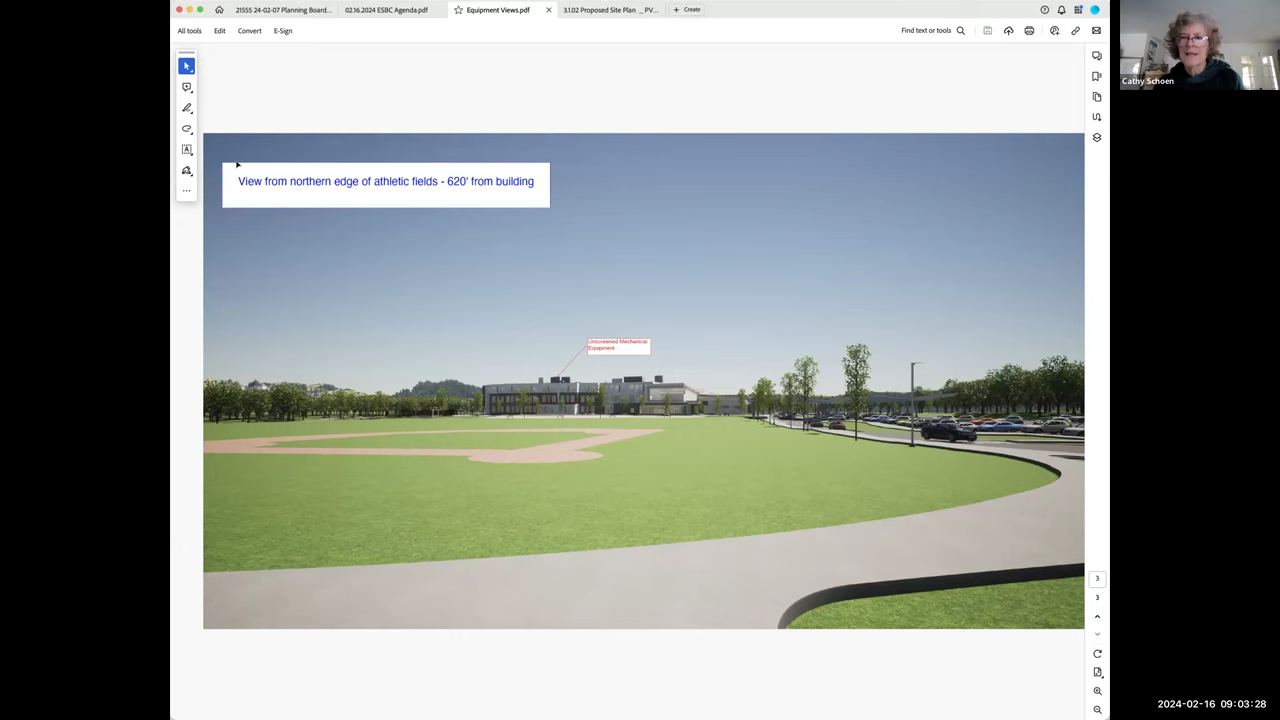 21555 24-02-07 Planning Board...
02.16.2024 ESBC Agenda.pdf
Equipment Views.pdf
3.1.02 Proposed Site Plan _ PV...
+ Create
All tools
Edit
Convert
E-Sign
Find text or tools
Cathy Schoen
A
View from northern edge of athletic fields - 620' from building
Unscreened Mechanical
Equipment
3
3
2024-02-16 09:03:28